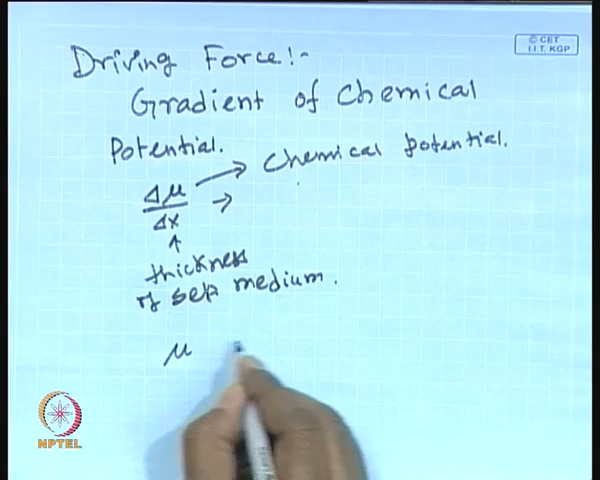 © CET
I.I.T. KGP
Driving Force:-
Gradient of Chemical
Potential.
Δμ → Chemical potential.
Δx →
↑
thickness
of sep medium.
μ
NPTEL